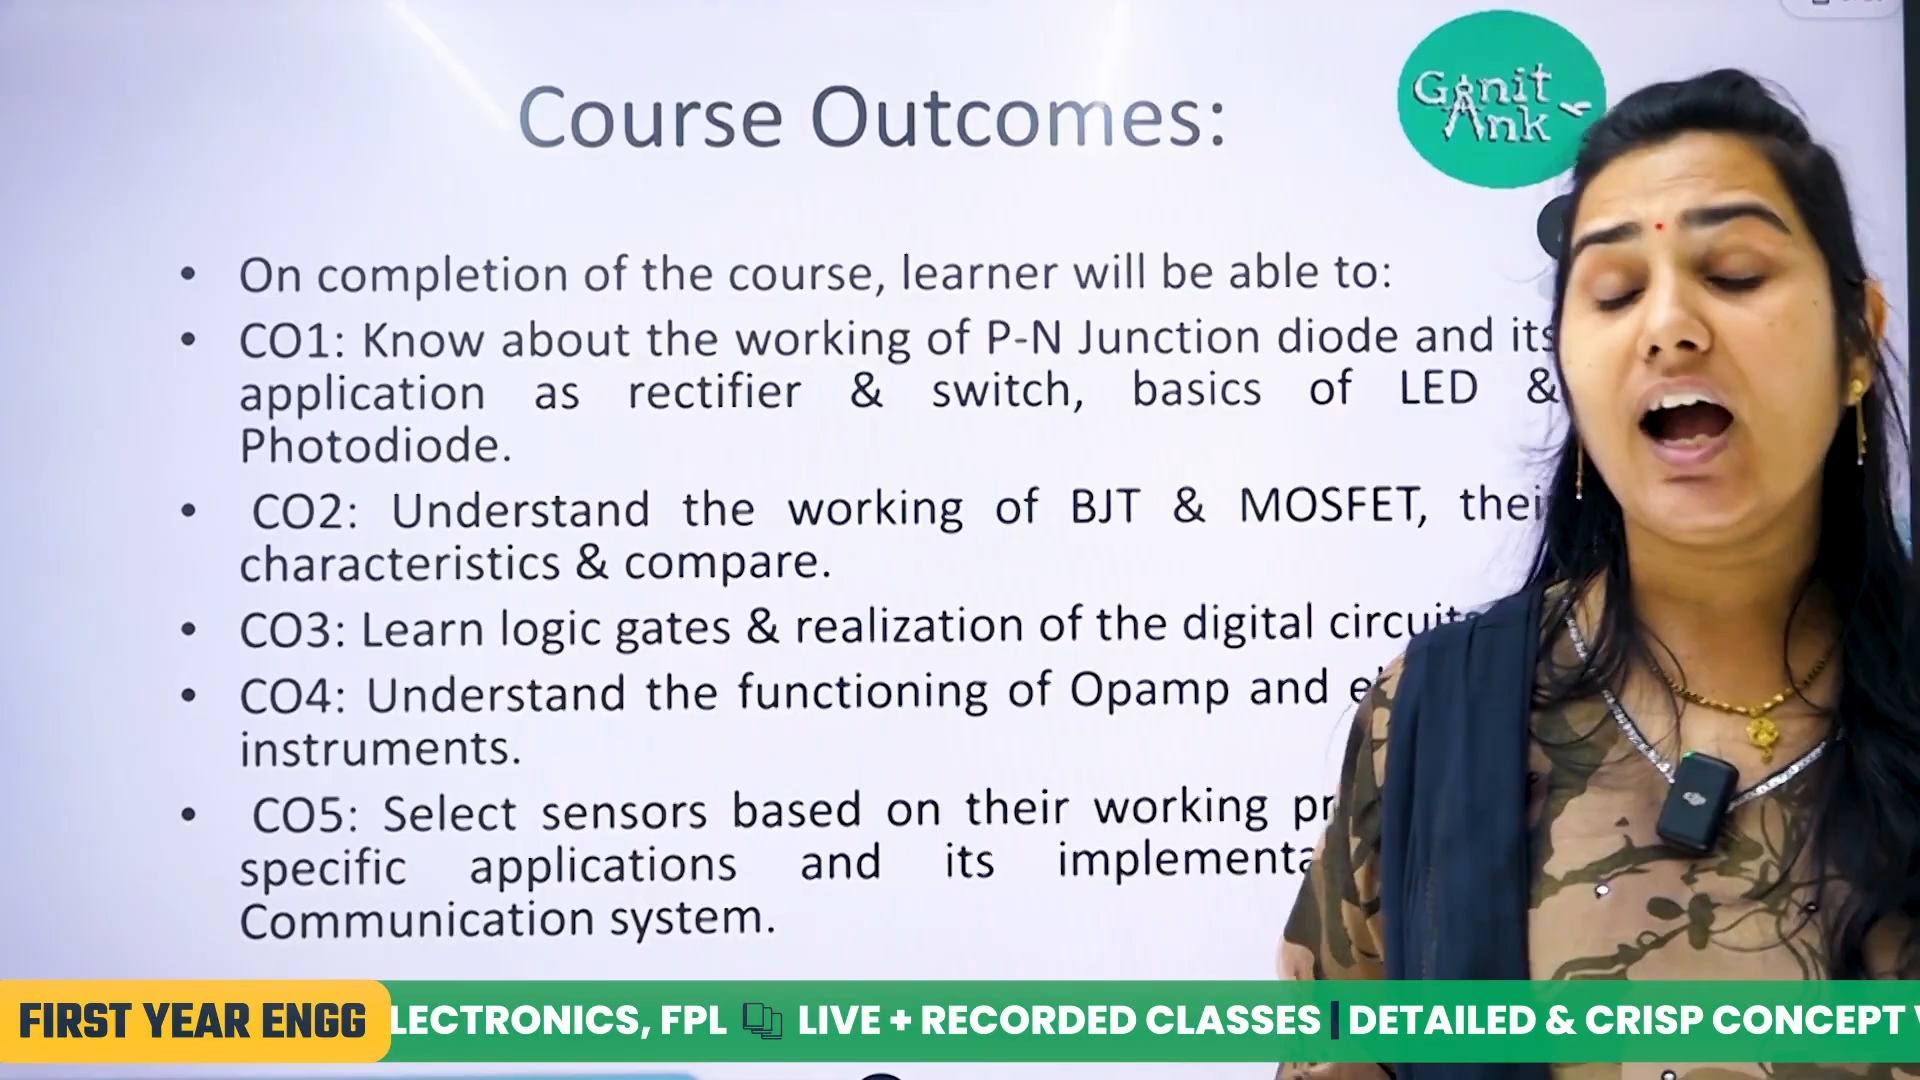 Course Outcomes:
Ganit
Ank
• On completion of the course, learner will be able to:
• CO1: Know about the working of P-N Junction diode and its
application as rectifier & switch, basics of LED &
Photodiode.
• CO2: Understand the working of BJT & MOSFET, their
characteristics & compare.
• CO3: Learn logic gates & realization of the digital circuits
• CO4: Understand the functioning of Opamp and
instruments.
• CO5: Select sensors based on their working
specific applications and its
Communication system.
FIRST YEAR ENGG
LECTRONICS, FPL LIVE + RECORDED CLASSES | DETAILED & CRISP CONCEPT